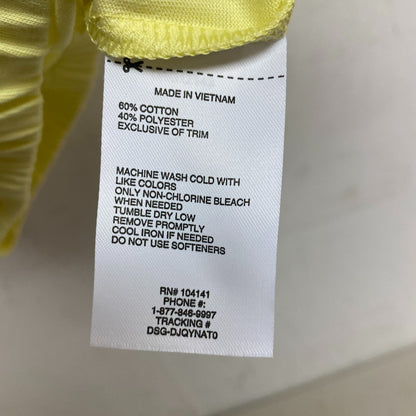 MADE IN VIETNAM
60% COTTON
40% POLYESTER
EXCLUSIVE OF TRIM
MACHINE WASH COLD WITH
LIKE COLORS
ONLY NON-CHLORINE BLEACH
WHEN NEEDED
TUMBLE DRY LOW
REMOVE PROMPTLY
COOL IRON IF NEEDED
DO NOT USE SOFTENERS
RN# 104141
PHONE #:
1-877-846-9997
TRACKING #
DSG-DJQYNAT0